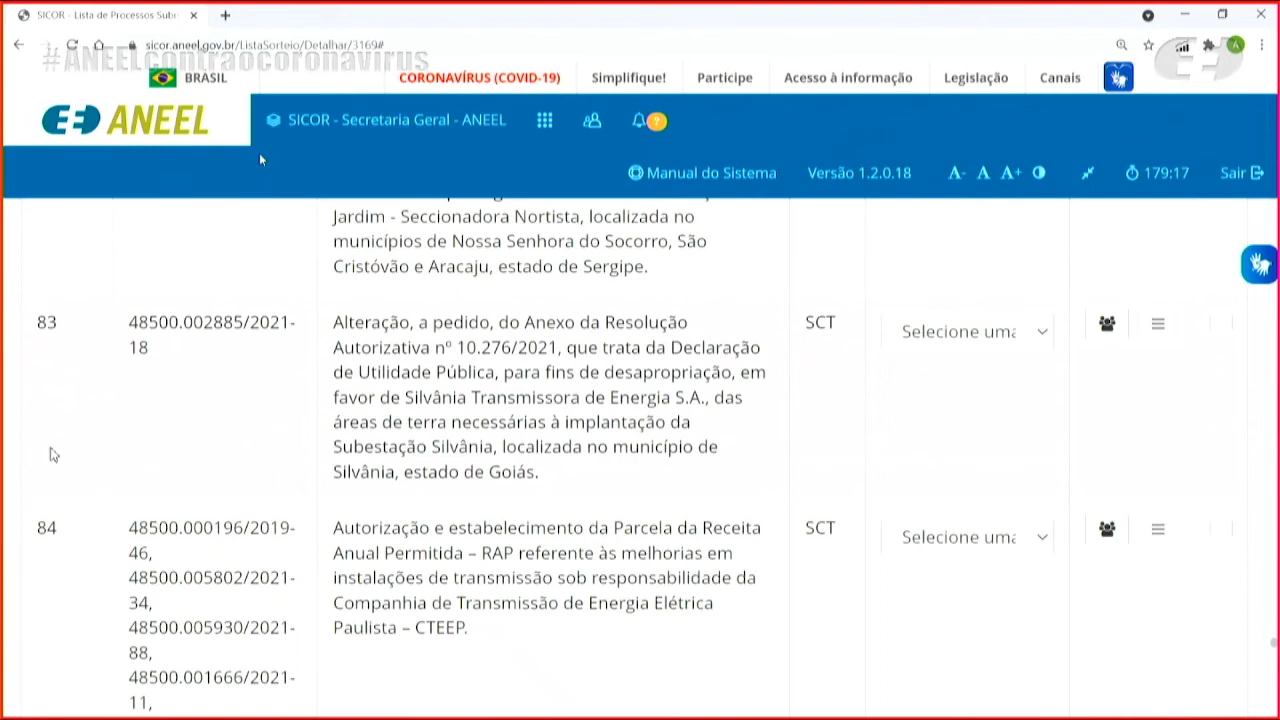 SICOR - Lista de Processos Sub
sicor.aneel.gov.br/ListaSorteio/Detalhar/3169#
#ANEELcontraocoronavírus
A
BRASIL
CORONAVÍRUS (COVID-19)
Simplifique!
Participe
Acesso à informação
Legislação
Canais
ANEEL
SICOR - Secretaria Geral - ANEEL
?
Manual do Sistema
Versão 1.2.0.18
A- A A+
179:17
Sair
Jardim - Seccionadora Nortista, localizada no
municípios de Nossa Senhora do Socorro, São
Cristóvão e Aracaju, estado de Sergipe.
83
48500.002885/2021-
18
Alteração, a pedido, do Anexo da Resolução
Autorizativa nº 10.276/2021, que trata da Declaração
de Utilidade Pública, para fins de desapropriação, em
favor de Silvânia Transmissora de Energia S.A., das
áreas de terra necessárias à implantação da
Subestação Silvânia, localizada no município de
Silvânia, estado de Goiás.
SCT
Selecione uma
84
48500.000196/2019-
46,
48500.005802/2021-
34,
48500.005930/2021-
88,
48500.001666/2021-
11,
Autorização e estabelecimento da Parcela da Receita
Anual Permitida – RAP referente às melhorias em
instalações de transmissão sob responsabilidade da
Companhia de Transmissão de Energia Elétrica
Paulista – CTEEP.
SCT
Selecione uma